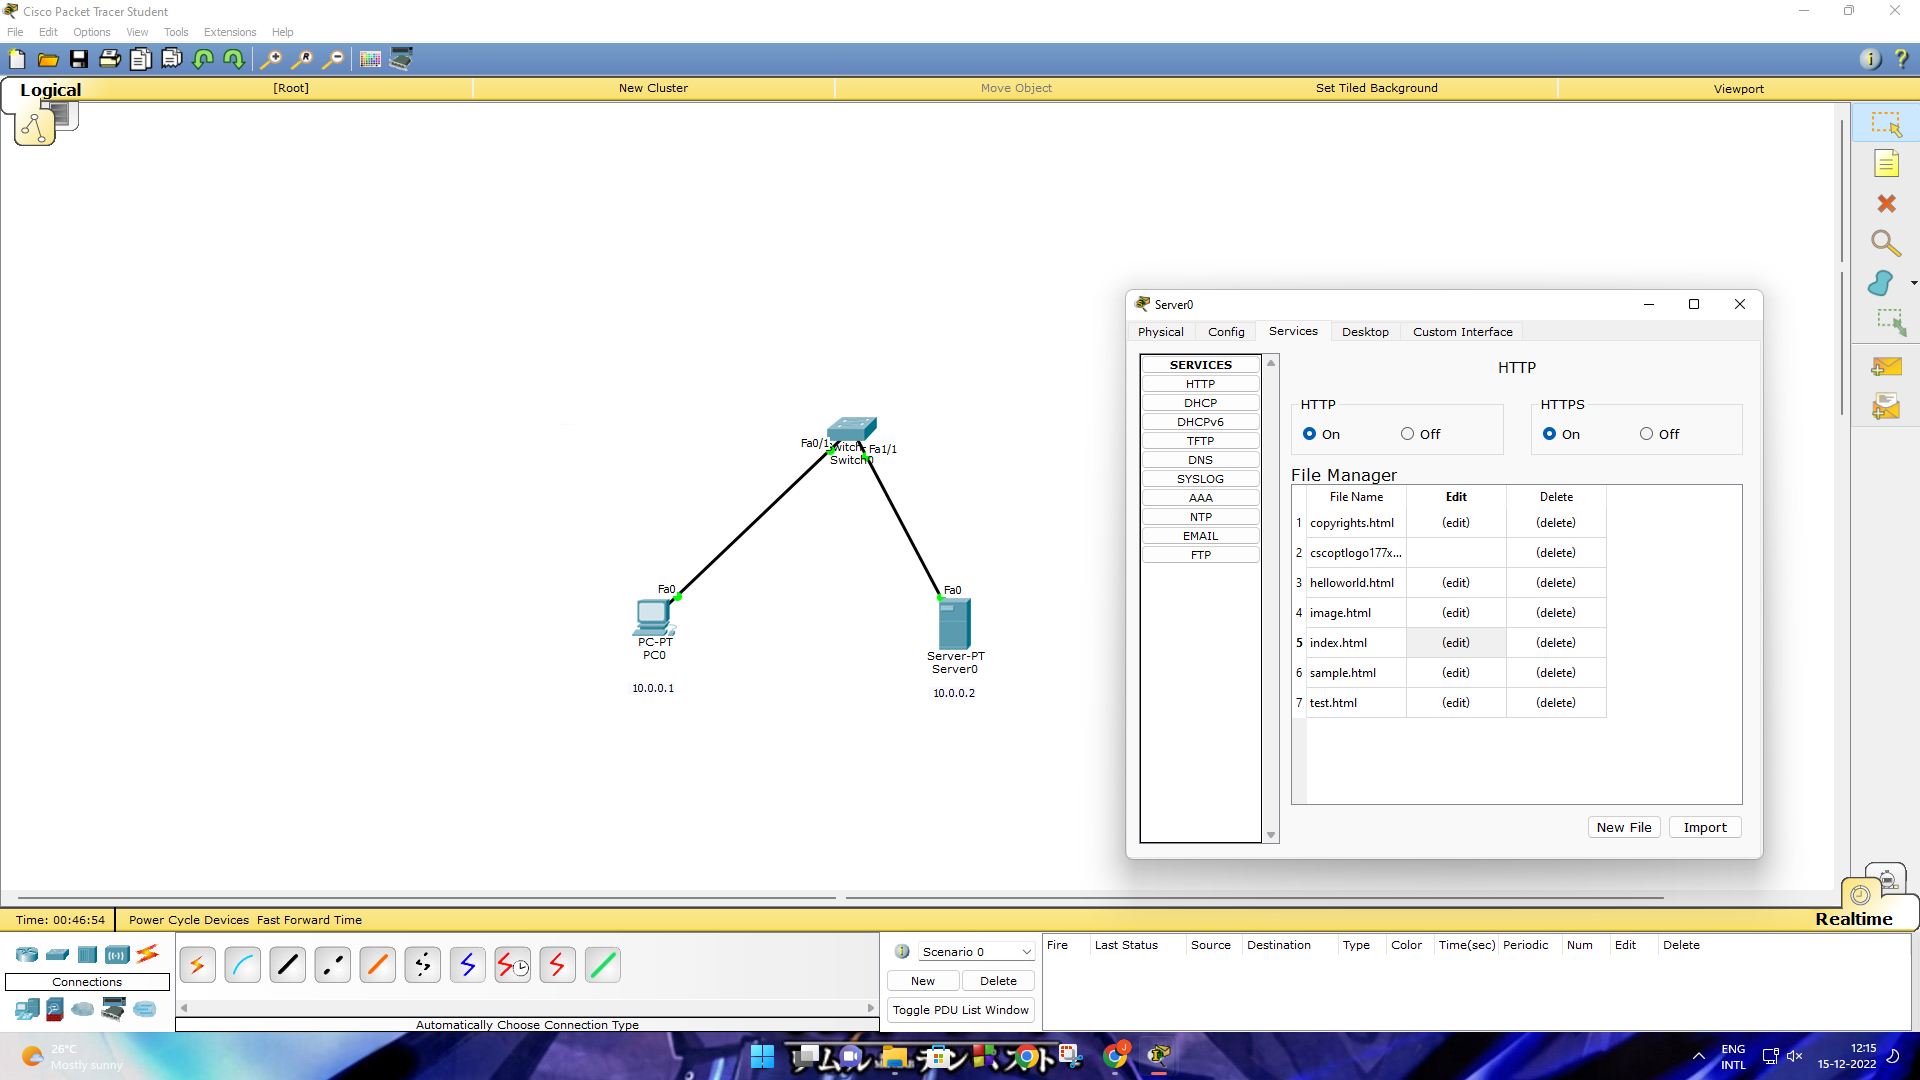 Cisco Packet Tracer Student
File Edit Options View Tools Extensions Help
Logical [Root] New Cluster Move Object Set Tiled Background Viewport
Fa0/1 Fa1/1
Switch0
Fa0
PC-PT
PC0
10.0.0.1
Fa0
Server-PT
Server0
10.0.0.2
Server0
Physical Config Services Desktop Custom Interface
SERVICES
HTTP
DHCP
DHCPv6
TFTP
DNS
SYSLOG
AAA
NTP
EMAIL
FTP
HTTP
HTTP HTTPS
On Off On Off
File Manager
File Name Edit Delete
1 copyrights.html (edit) (delete)
2 cscoptlogo177x... (delete)
3 helloworld.html (edit) (delete)
4 image.html (edit) (delete)
5 index.html (edit) (delete)
6 sample.html (edit) (delete)
7 test.html (edit) (delete)
New File Import
Time: 00:46:54 Power Cycle Devices Fast Forward Time Realtime
Connections
Automatically Choose Connection Type
Scenario 0
New Delete
Toggle PDU List Window
Fire Last Status Source Destination Type Color Time(sec) Periodic Num Edit Delete
26°C
Mostly sunny
ENG
INTL
12:15
15-12-2022